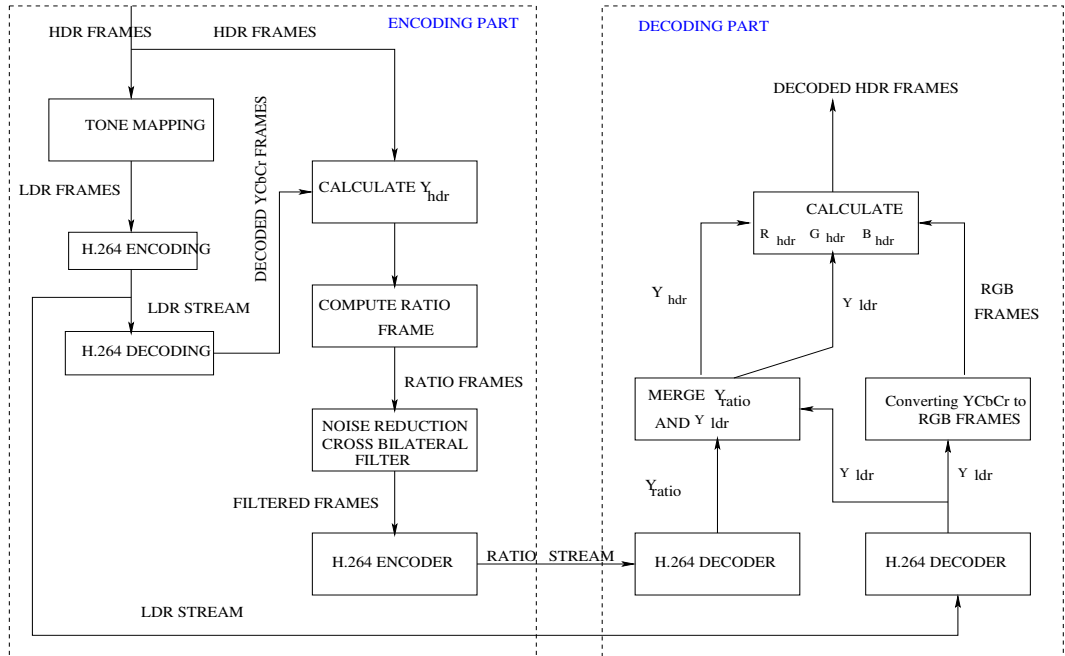 ENCODING PART
HDR FRAMES
HDR FRAMES
TONE MAPPING
LDR FRAMES
H.264 ENCODING
LDR STREAM
H.264 DECODING
DECODED YCbCr FRAMES
CALCULATE Y hdr
COMPUTE RATIO
FRAME
RATIO FRAMES
NOISE REDUCTION
CROSS BILATERAL
FILTER
FILTERED FRAMES
H.264 ENCODER
RATIO STREAM
LDR STREAM
DECODING PART
DECODED HDR FRAMES
CALCULATE
R hdr G hdr B hdr
Y hdr
Y ldr
RGB
FRAMES
MERGE Y ratio
AND Y ldr
Converting YCbCr to
RGB FRAMES
Y ratio
Y ldr
Y ldr
H.264 DECODER
H.264 DECODER